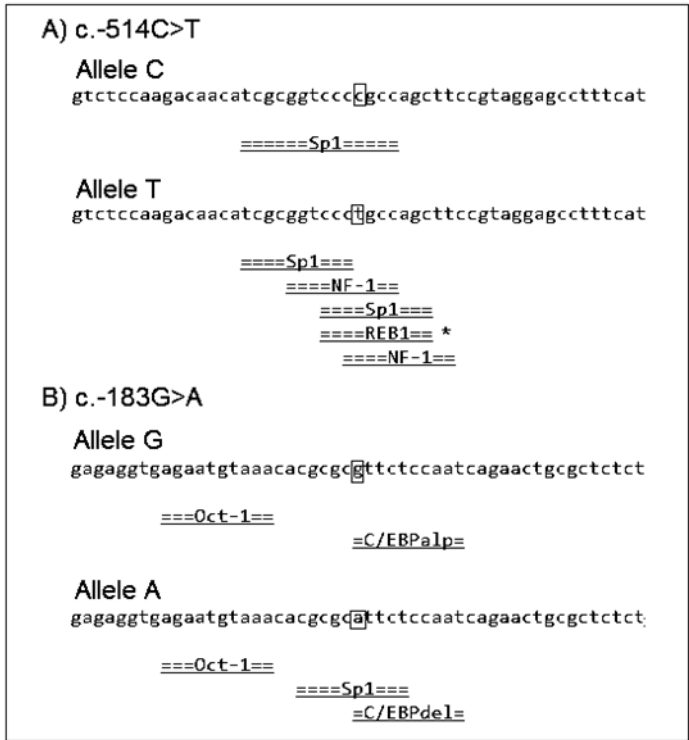 A) c.-514C>T
Allele C
gtctccaagacaacatcgcggtccccgccagcttccgtaggagcctttcat
======Sp1=====
Allele T
gtctccaagacaacatcgcggtccctgccagcttccgtaggagcctttcat
====Sp1===
====NF-1==
====Sp1===
====REB1== *
====NF-1==
B) c.-183G>A
Allele G
gagaggtgagaatgtaaacacgcgcgttctccaatcagaactgcgctctct
===Oct-1==
=C/EBPalp=
Allele A
gagaggtgagaatgtaaacacgcgcattctccaatcagaactgcgctctct
===Oct-1==
====Sp1===
=C/EBPdel=